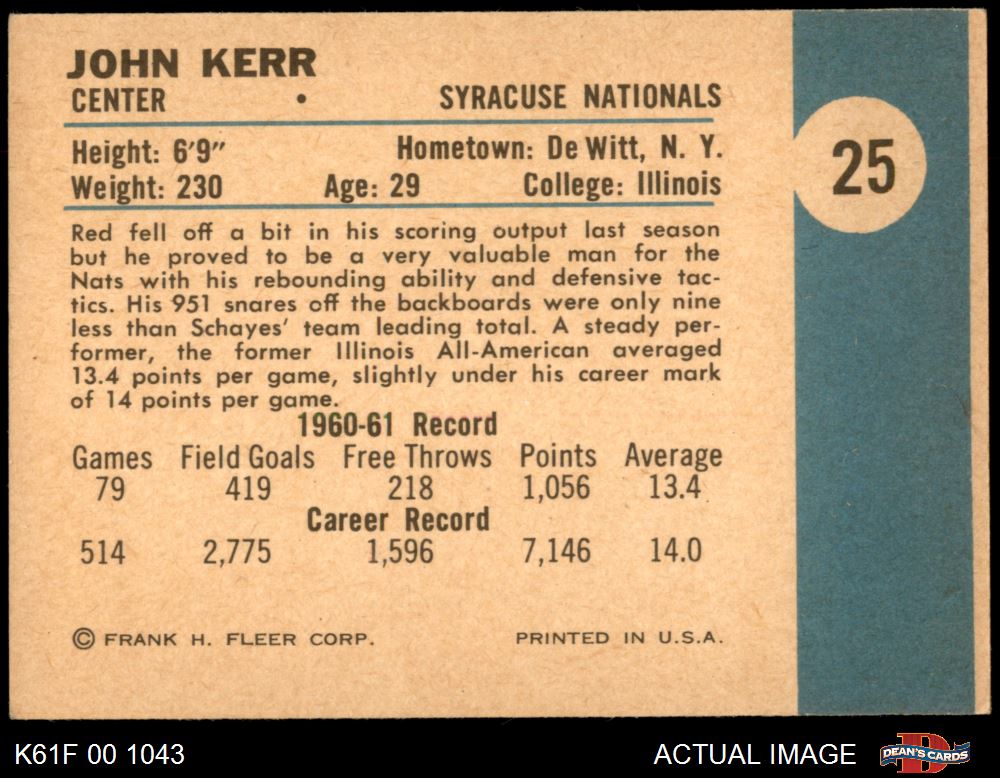 JOHN KERR
CENTER • SYRACUSE NATIONALS
Height: 6'9" Hometown: De Witt, N. Y.
Weight: 230 Age: 29 College: Illinois
25
Red fell off a bit in his scoring output last season
but he proved to be a very valuable man for the
Nats with his rebounding ability and defensive tac-
tics. His 951 snares off the backboards were only nine
less than Schayes' team leading total. A steady per-
former, the former Illinois All-American averaged
13.4 points per game, slightly under his career mark
of 14 points per game.
1960-61 Record
Games Field Goals Free Throws Points Average
79 419 218 1,056 13.4
Career Record
514 2,775 1,596 7,146 14.0
© FRANK H. FLEER CORP. PRINTED IN U.S.A.
K61F 00 1043 ACTUAL IMAGE D DEAN'S CARDS